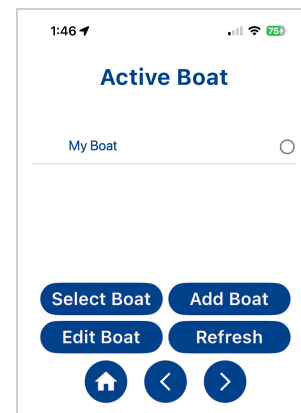 1:46 75
Active Boat
My Boat
Select Boat Add Boat
Edit Boat Refresh